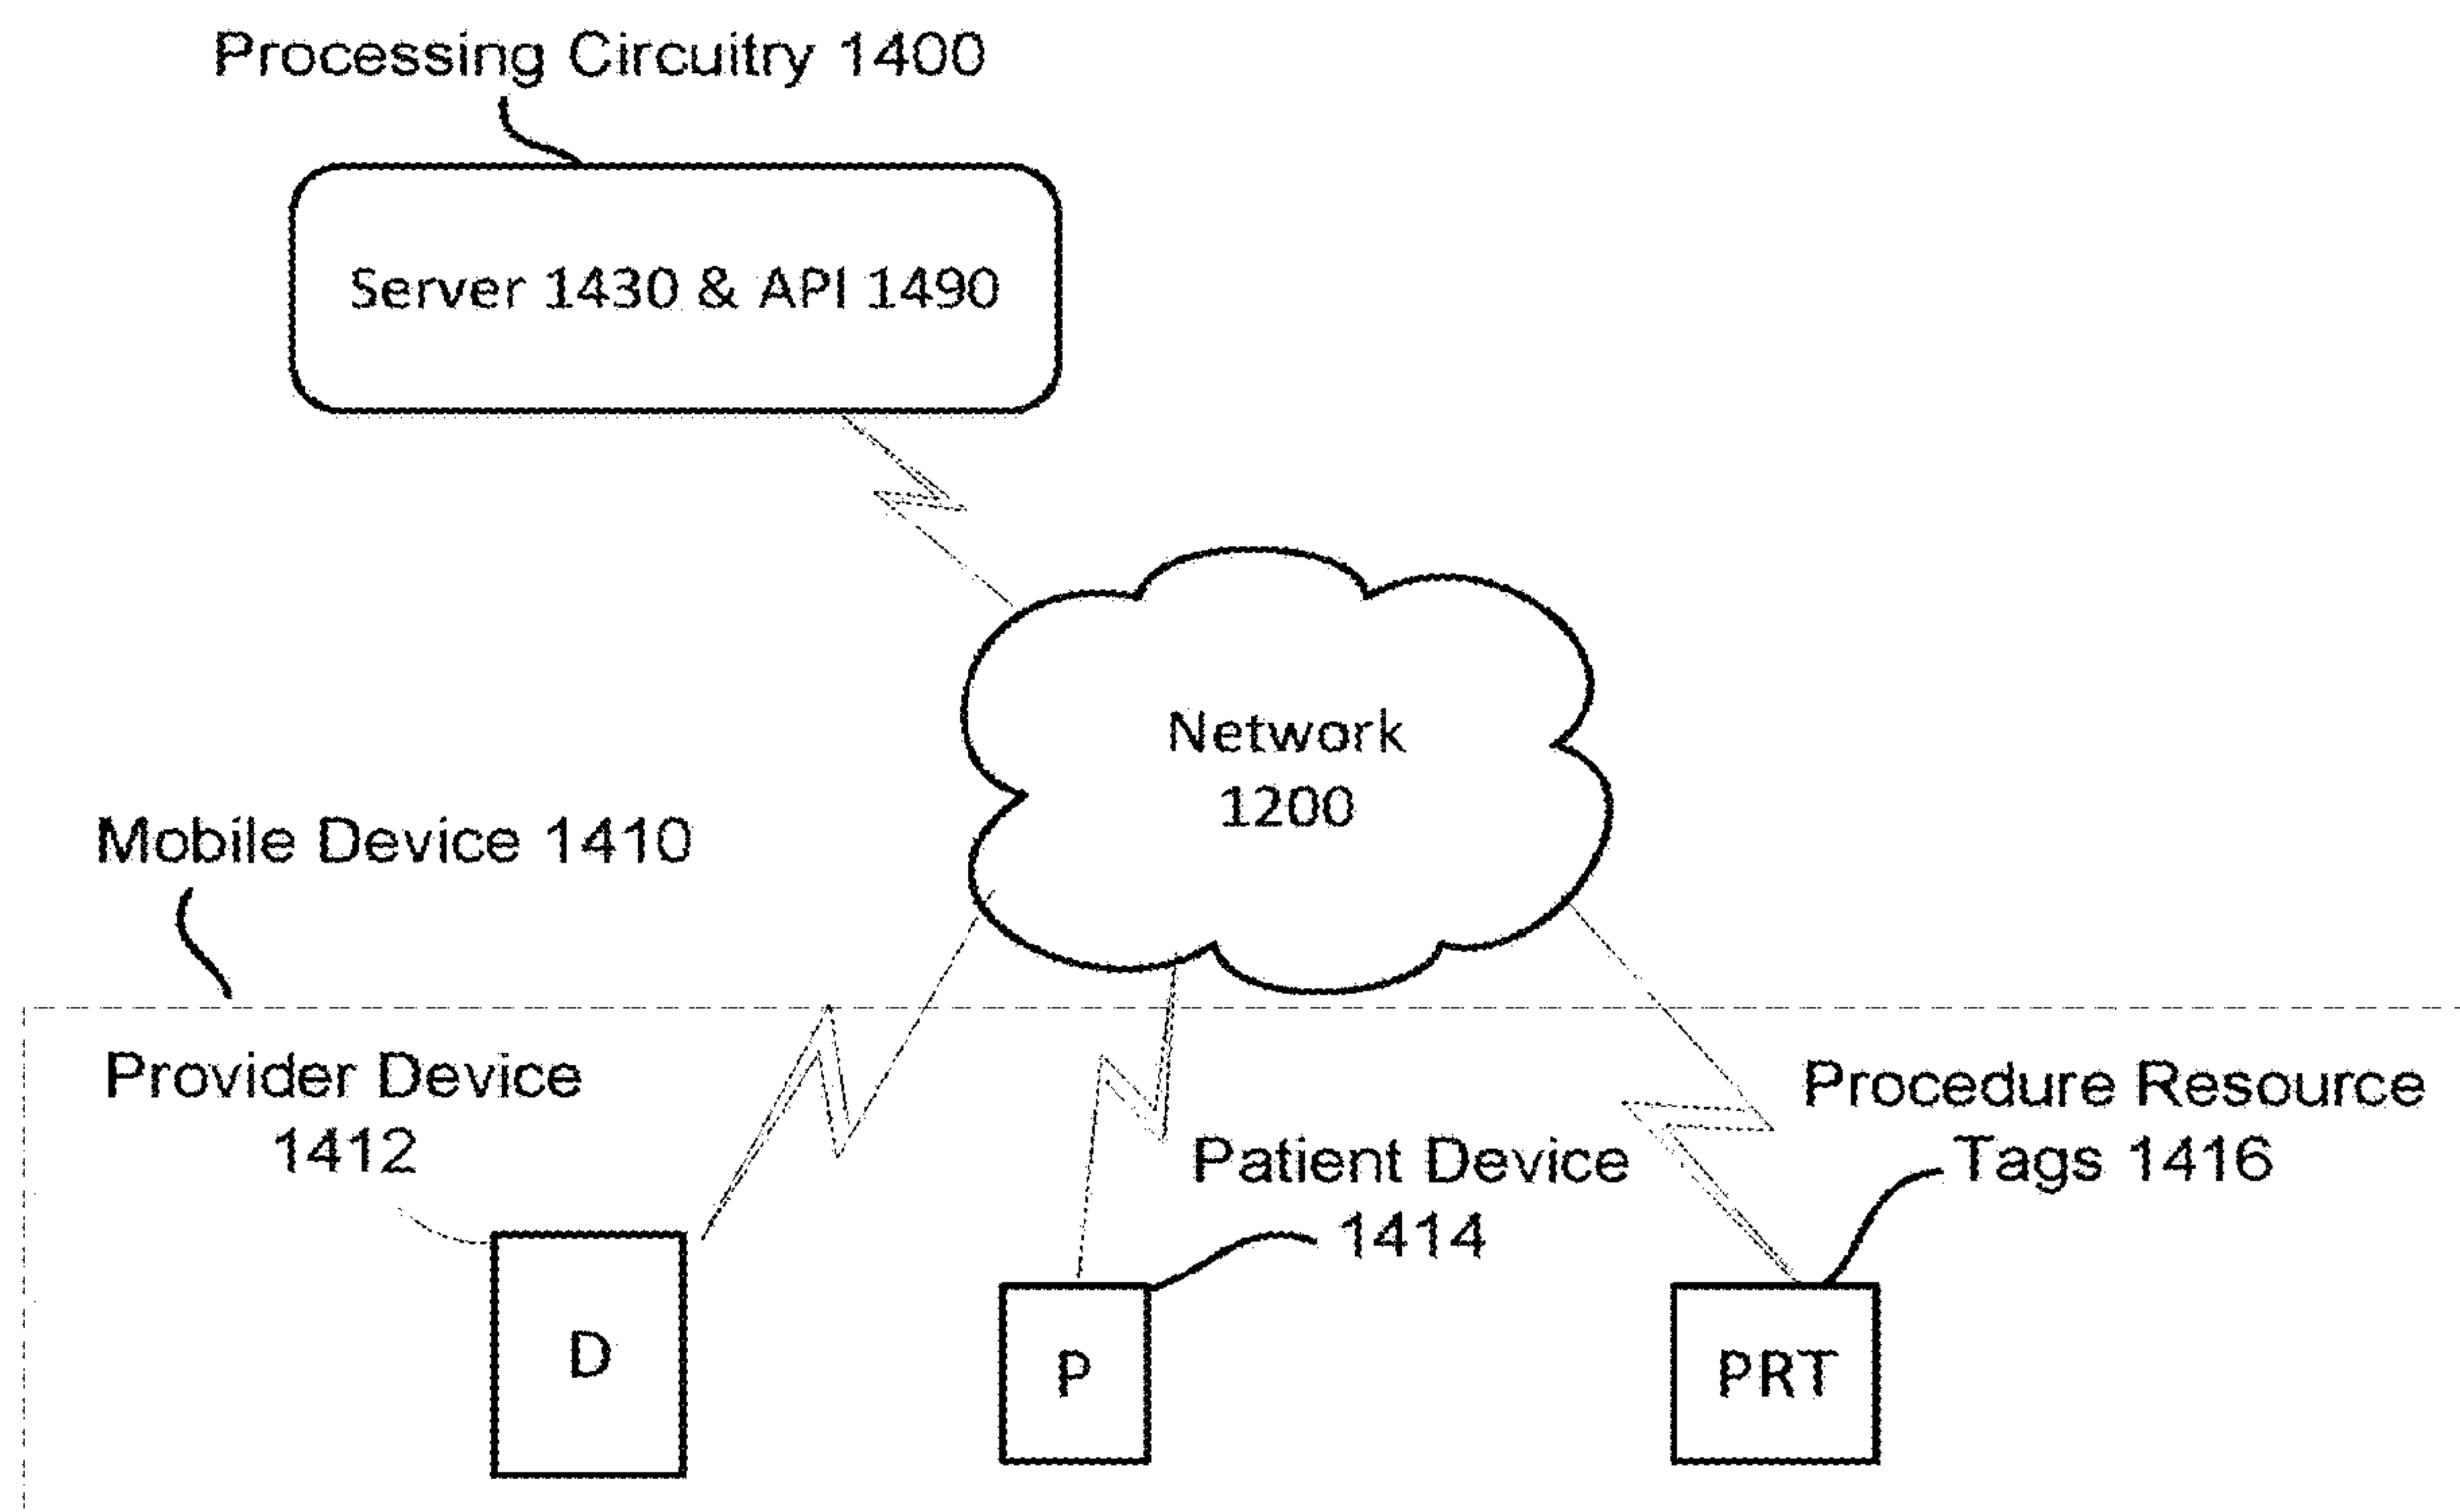 Processing Circuitry 1400
Server 1430 & API 1490
Network
1200
Mobile Device 1410
Provider Device
1412
Patient Device
1414
Procedure Resource
Tags 1416
D
P
PRT